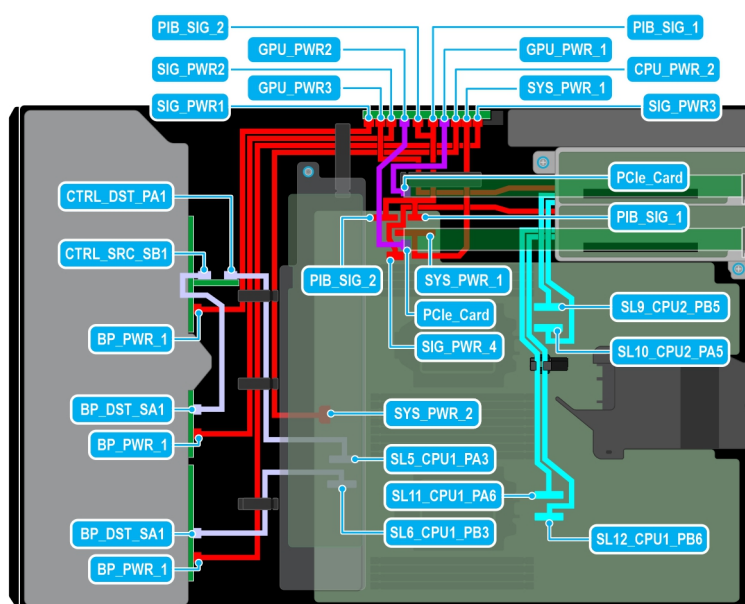 PIB_SIG_2
PIB_SIG_1
GPU_PWR2
GPU_PWR_1
SIG_PWR2
CPU_PWR_2
GPU_PWR3
SYS_PWR_1
SIG_PWR1
SIG_PWR3
PCIe_Card
CTRL_DST_PA1
PIB_SIG_1
CTRL_SRC_SB1
PIB_SIG_2
SYS_PWR_1
SL9_CPU2_PB5
PCIe_Card
BP_PWR_1
SIG_PWR_4
SL10_CPU2_PA5
BP_DST_SA1
SYS_PWR_2
BP_PWR_1
SL5_CPU1_PA3
SL11_CPU1_PA6
BP_DST_SA1
SL6_CPU1_PB3
SL12_CPU1_PB6
BP_PWR_1